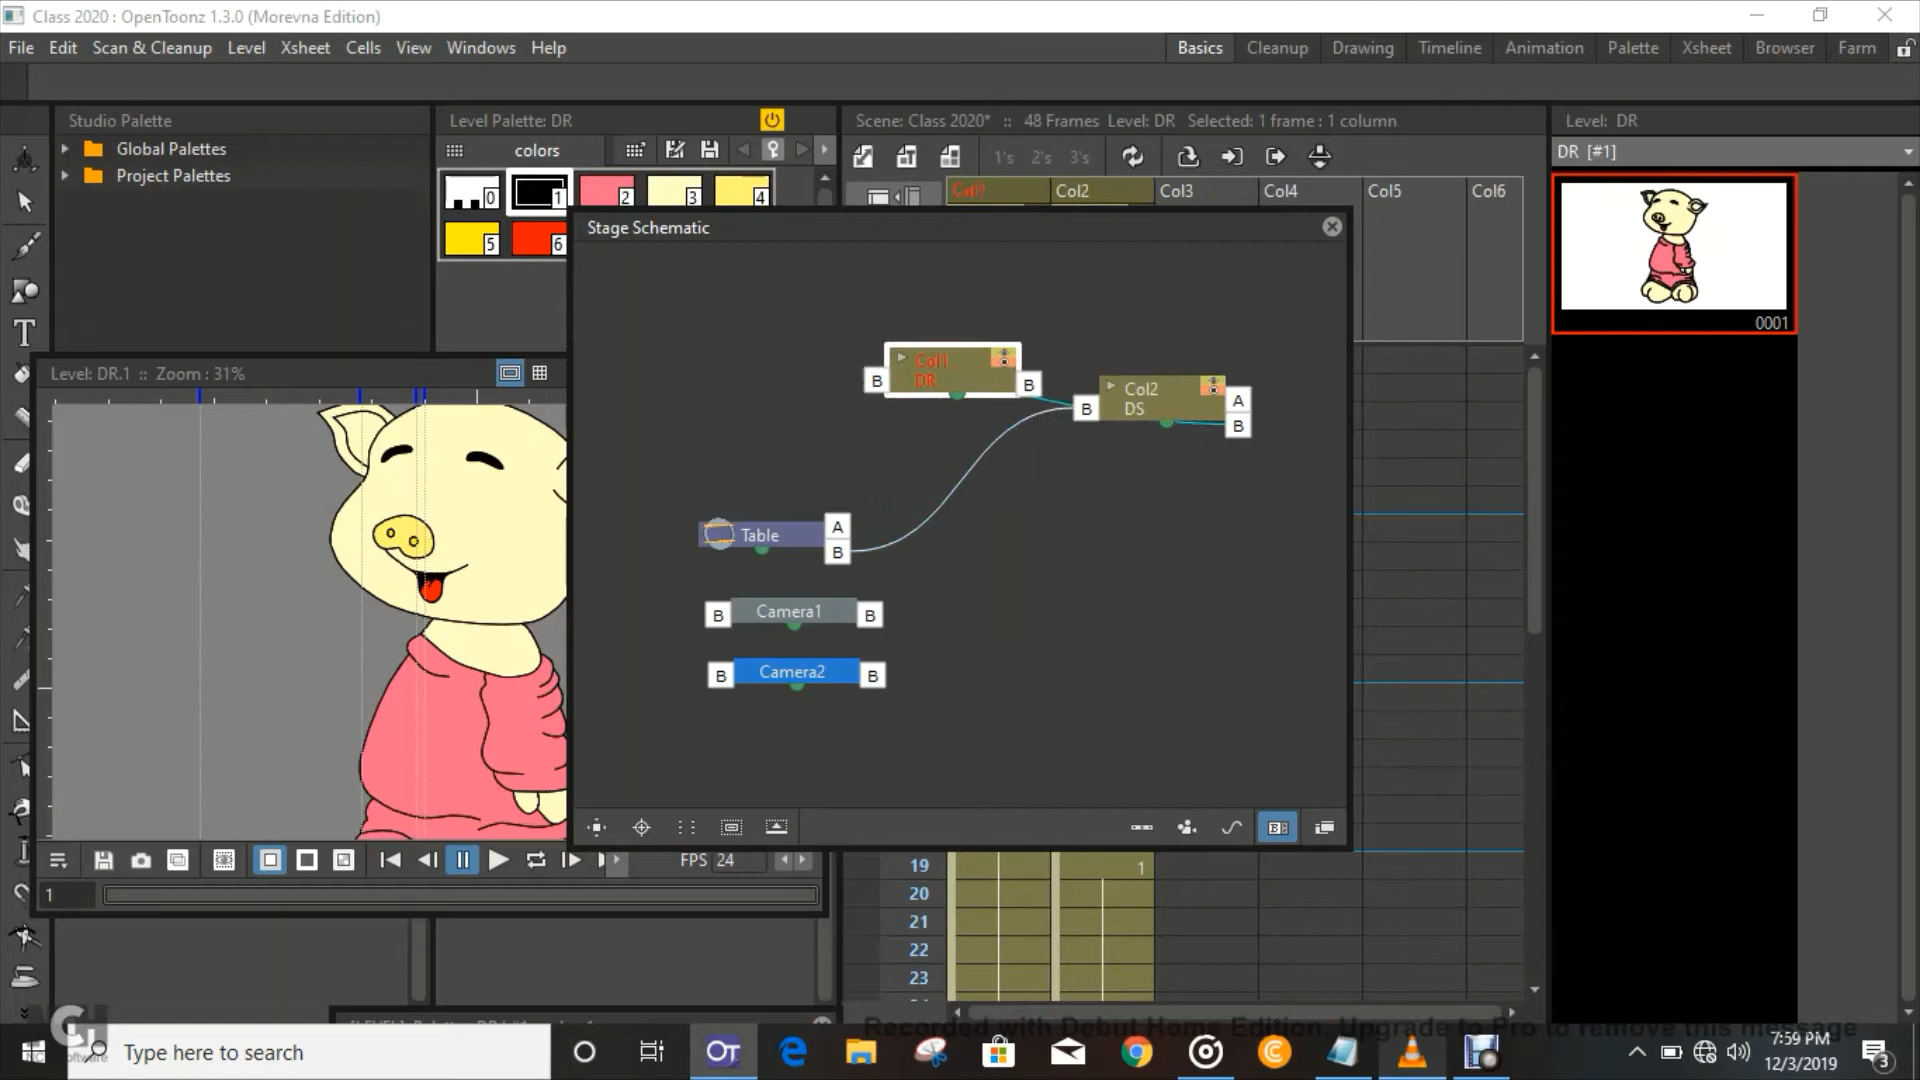 Class 2020 : OpenToonz 1.3.0 (Morevna Edition)
File Edit Scan & Cleanup Level Xsheet Cells View Windows Help
Basics Cleanup Drawing Timeline Animation Palette Xsheet Browser Farm
Studio Palette
Global Palettes
Project Palettes
Level Palette: DR
colors
0 1 2 3 4
5 6
Scene: Class 2020* :: 48 Frames Level: DR Selected: 1 frame : 1 column
1's 2's 3's
Col1 Col2 Col3 Col4 Col5 Col6
Level: DR
DR [#1]
0001
Stage Schematic
Col1
DR
B B
Col2
DS
B A
B
Table
A
B
B Camera1 B
B Camera2 B
Level: DR.1 :: Zoom : 31%
FPS 24
1
19 1
20
21
22
23
Recorded with Debut Home Edition. Upgrade to Pro to remove this message
Type here to search
OT
7:59 PM
12/3/2019
3